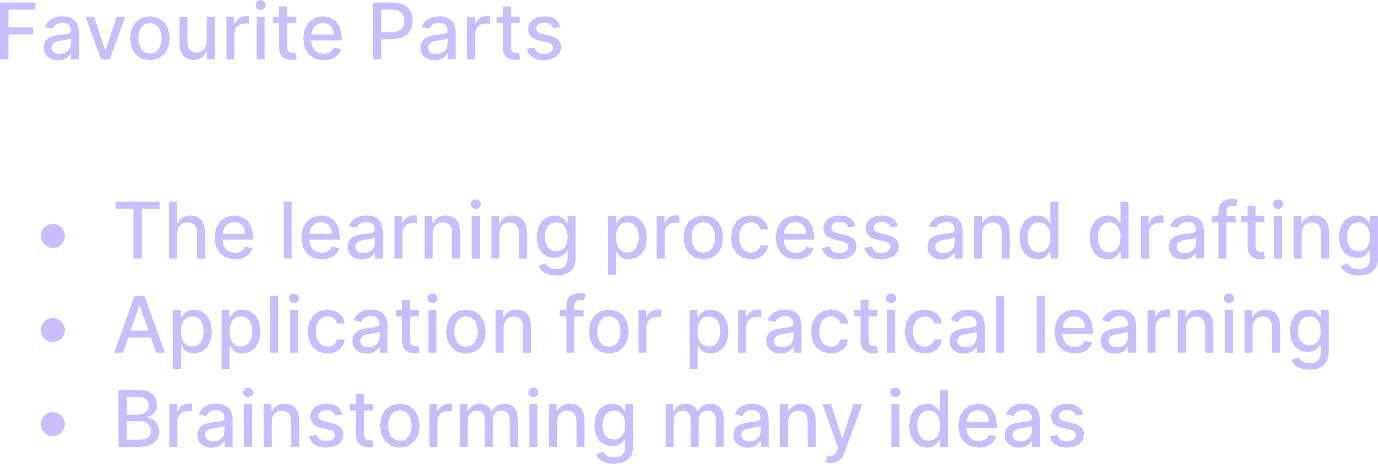 Favourite Parts
• The learning process and drafting
• Application for practical learning
• Brainstorming many ideas